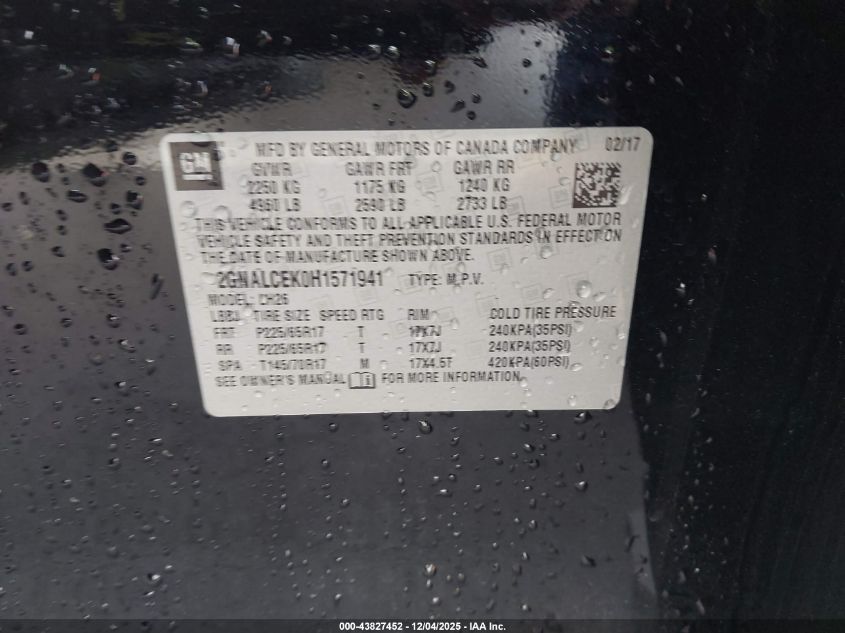 GM
MFD BY GENERAL MOTORS OF CANADA COMPANY 02/17
GVWR GAWR FRT GAWR RR
2250 KG 1175 KG 1240 KG
4960 LB 2590 LB 2733 LB
THIS VEHICLE CONFORMS TO ALL APPLICABLE U.S. FEDERAL MOTOR
VEHICLE SAFETY AND THEFT PREVENTION STANDARDS IN EFFECT ON
THE DATE OF MANUFACTURE SHOWN ABOVE.
2GNALCEK0H1571941 TYPE: M.P.V.
MODEL: LH26
TIRE SIZE SPEED RTG RIM COLD TIRE PRESSURE
FRT P225/65R17 T 17X7J 240KPA(35PSI)
RR P225/65R17 T 17X7J 240KPA(35PSI)
SPA T145/70R17 M 17X4.5T 420KPA(60PSI)
SEE OWNER'S MANUAL FOR MORE INFORMATION.
000-43827452 - 12/04/2025 - IAA Inc.